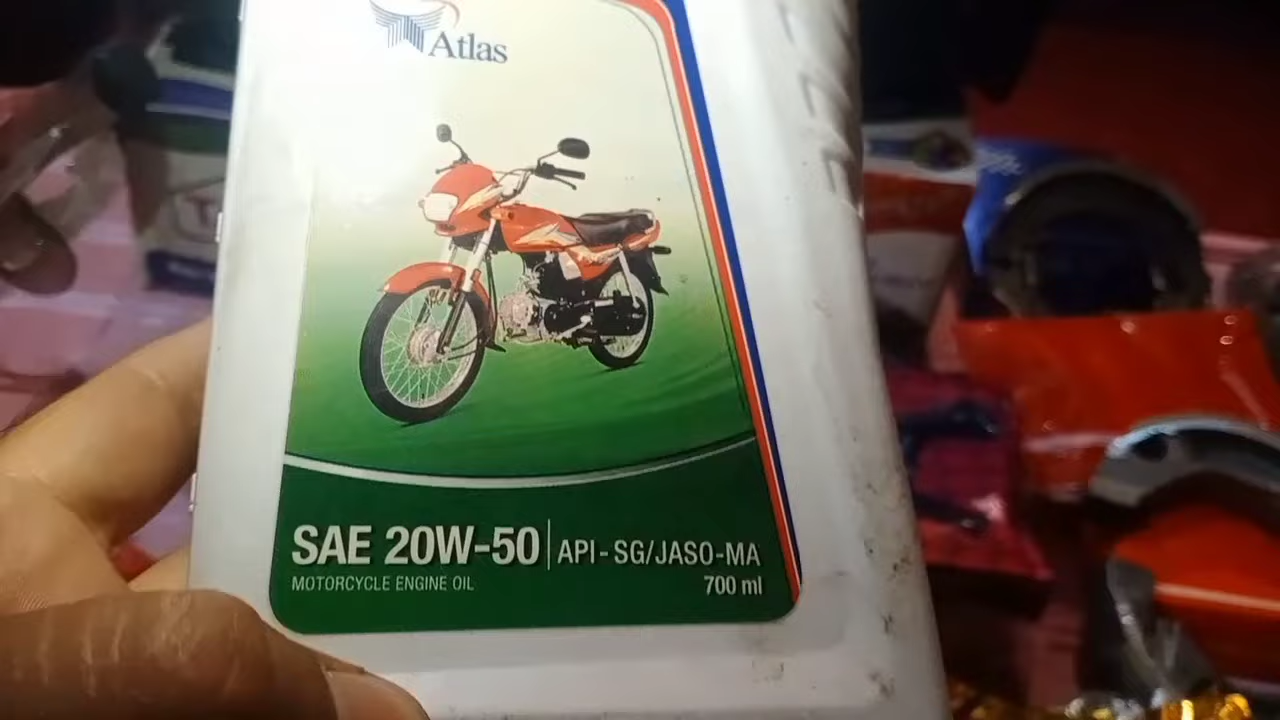 Atlas
SAE 20W-50 | API - SG/JASO-MA
MOTORCYCLE ENGINE OIL
700 ml